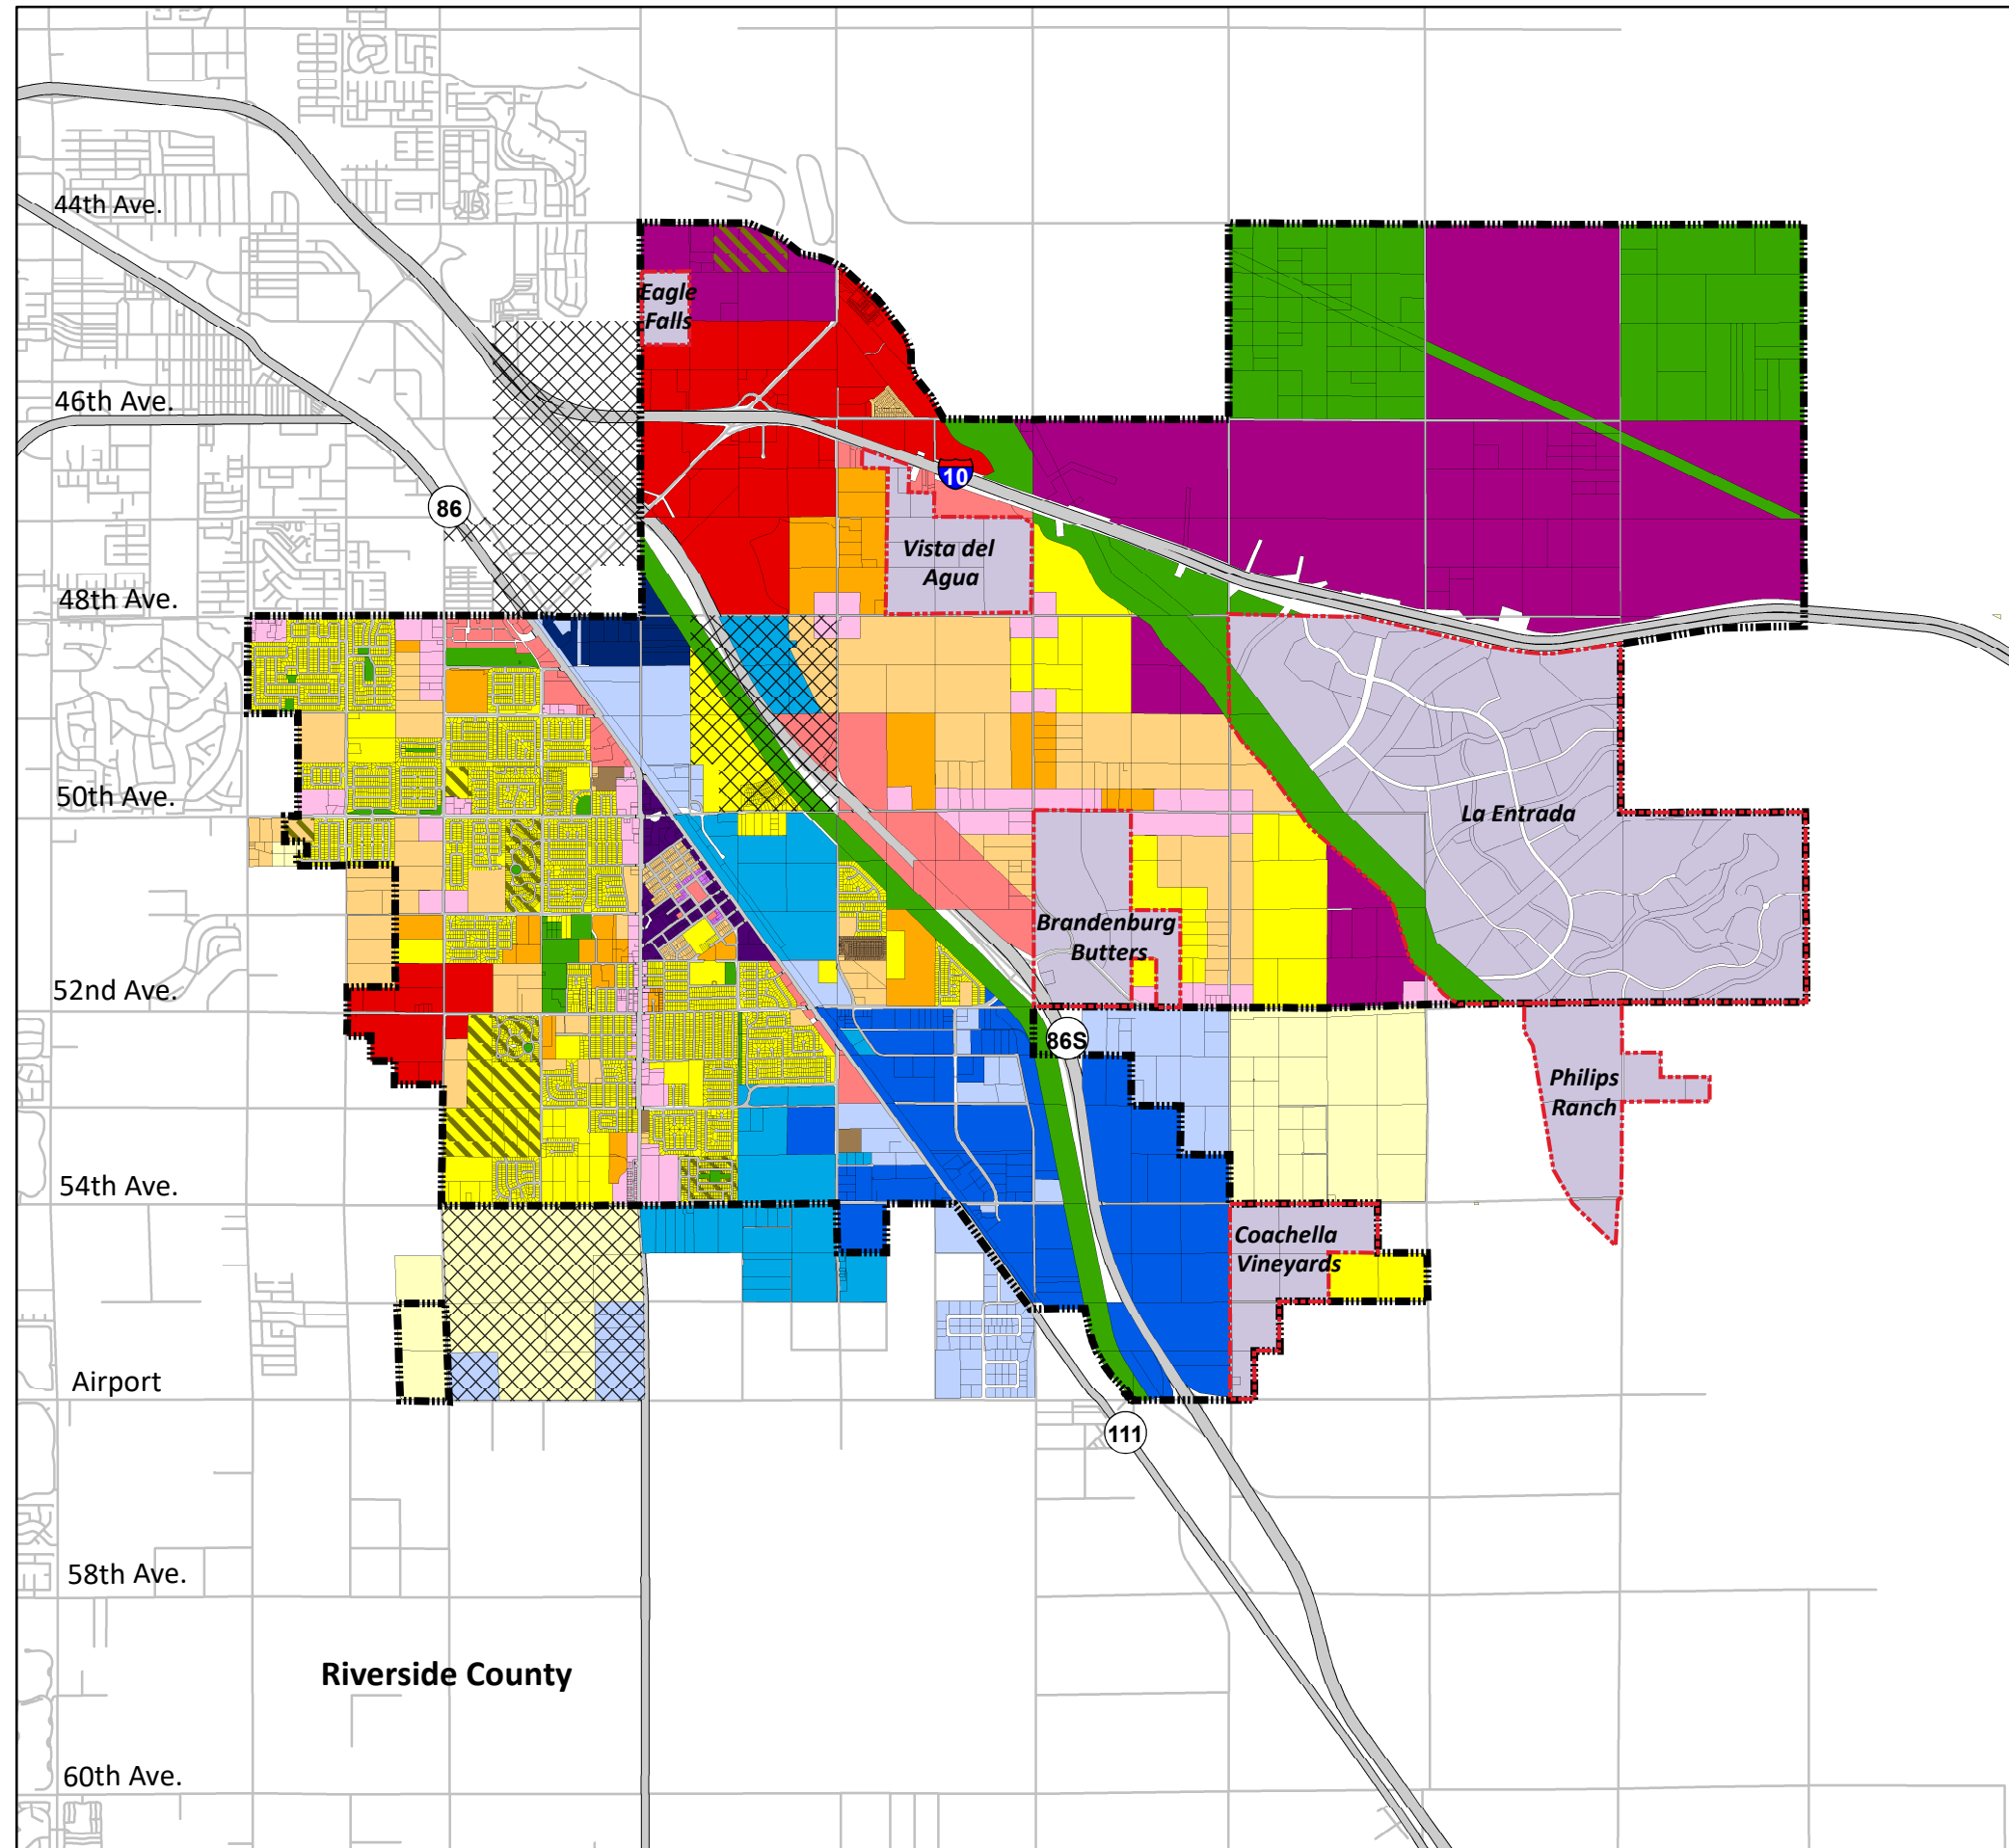 44th Ave.
Eagle
Falls
46th Ave.
10
86
Vista del
Agua
48th Ave.
50th Ave.
La Entrada
Brandenburg
Butters
52nd Ave.
86S
Philips
Ranch
54th Ave.
Coachella
Vineyards
Airport
111
58th Ave.
Riverside County
60th Ave.